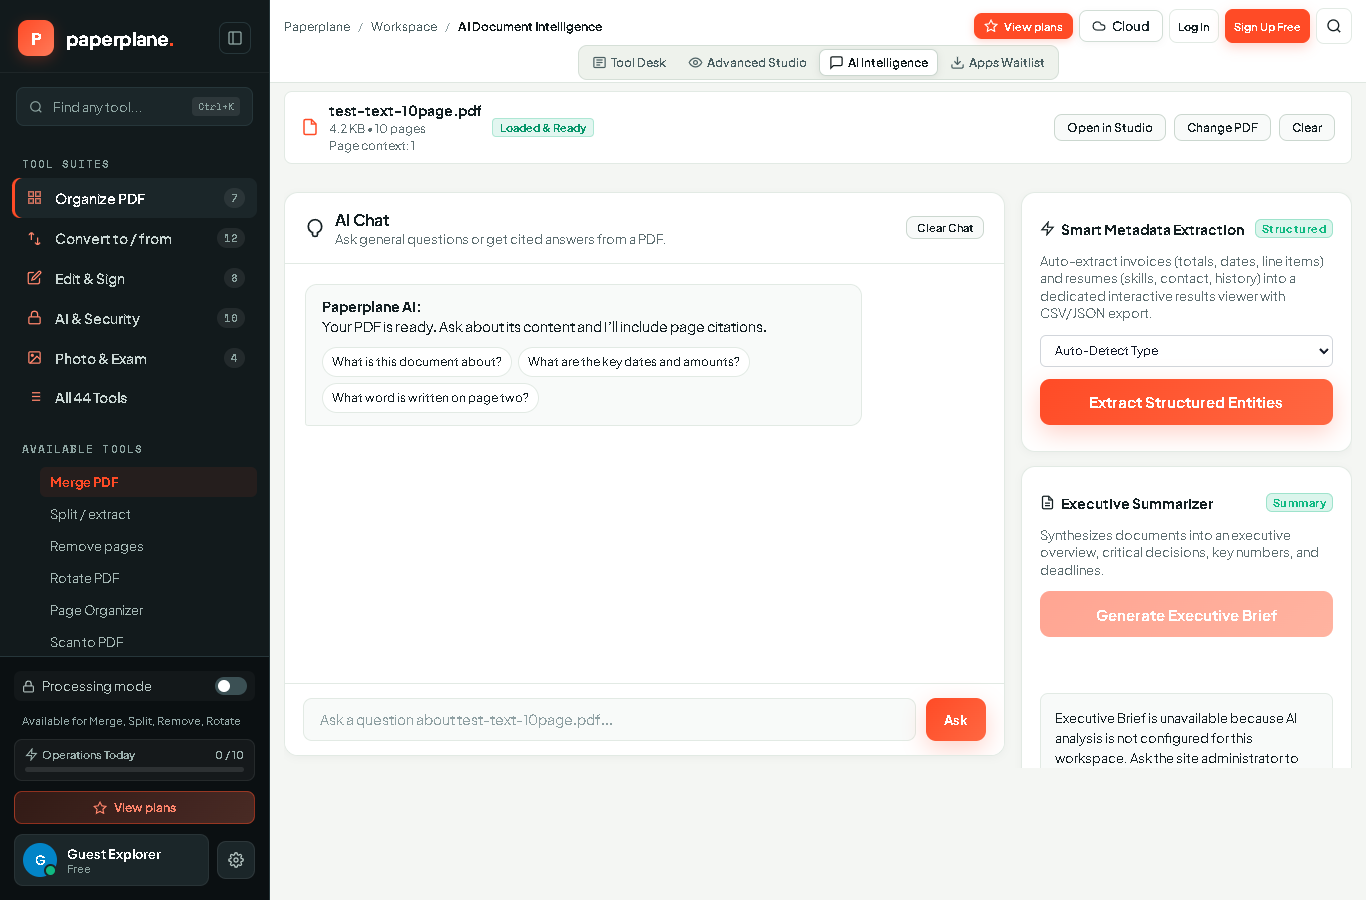 P paperplane.
Find any tool... Ctrl+K
TOOL SUITES
Organize PDF 7
Convert to / from 12
Edit & Sign 8
AI & Security 10
Photo & Exam 4
All 44 Tools
AVAILABLE TOOLS
Merge PDF
Split / extract
Remove pages
Rotate PDF
Page Organizer
Scan to PDF
Processing mode
Available for Merge, Split, Remove, Rotate
Operations Today 0 / 10
View plans
G Guest Explorer
Free
Paperplane / Workspace / AI Document Intelligence
View plans Cloud Log In Sign Up Free
Tool Desk Advanced Studio AI Intelligence Apps Waitlist
test-text-10page.pdf
4.2 KB • 10 pages
Page context: 1
Loaded & Ready
Open in Studio Change PDF Clear
AI Chat
Ask general questions or get cited answers from a PDF.
Clear Chat
Paperplane AI:
Your PDF is ready. Ask about its content and I'll include page citations.
What is this document about? What are the key dates and amounts?
What word is written on page two?
Ask a question about test-text-10page.pdf... Ask
Smart Metadata Extraction Structured
Auto-extract invoices (totals, dates, line items)
and resumes (skills, contact, history) into a
dedicated interactive results viewer with
CSV/JSON export.
Auto-Detect Type
Extract Structured Entities
Executive Summarizer Summary
Synthesizes documents into an executive
overview, critical decisions, key numbers, and
deadlines.
Generate Executive Brief
Executive Brief is unavailable because AI
analysis is not configured for this
workspace. Ask the site administrator to